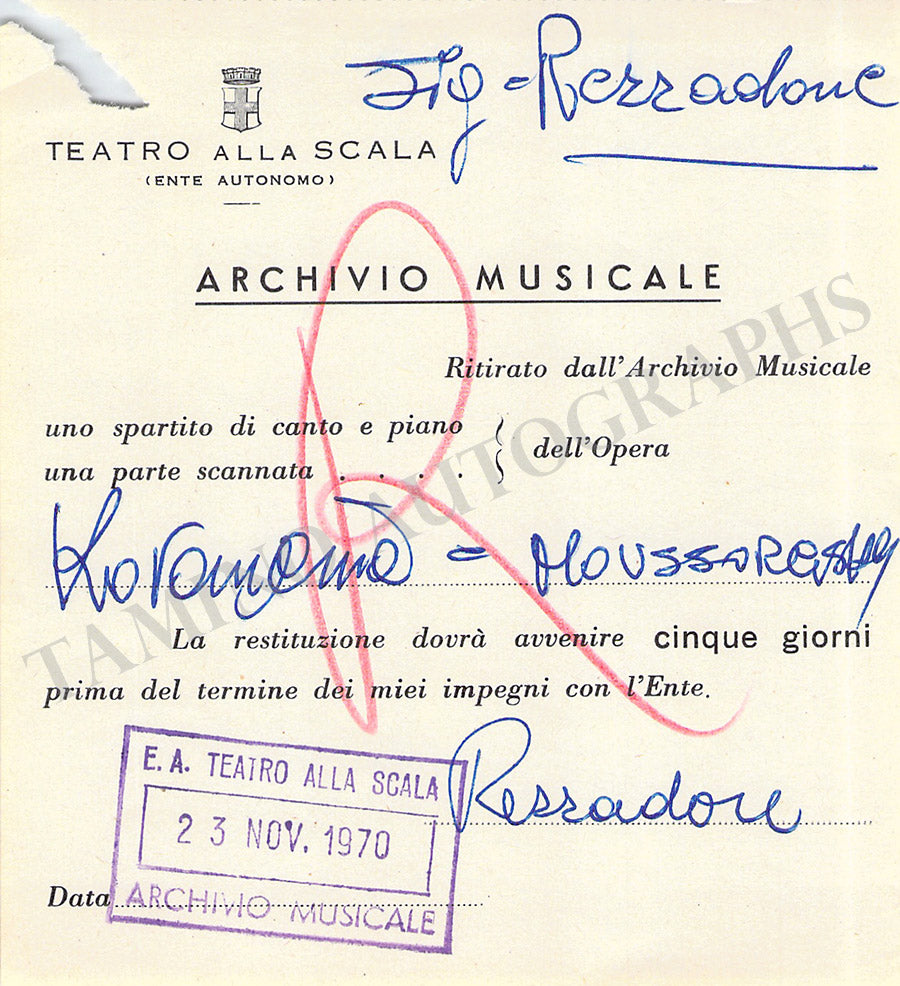 Sig - Rezzadore
TEATRO ALLA SCALA
(ENTE AUTONOMO)
ARCHIVIO MUSICALE
Ritirato dall'Archivio Musicale
uno spartito di canto e piano
una parte scannata . . . .
dell'Opera
= Moussorgsky
La restituzione dovrà avvenire cinque giorni
prima del termine dei miei impegni con l'Ente.
Rezzadore
E. A. TEATRO ALLA SCALA
23 NOV. 1970
ARCHIVIO MUSICALE
Data
TAMINO AUTOGRAPHS